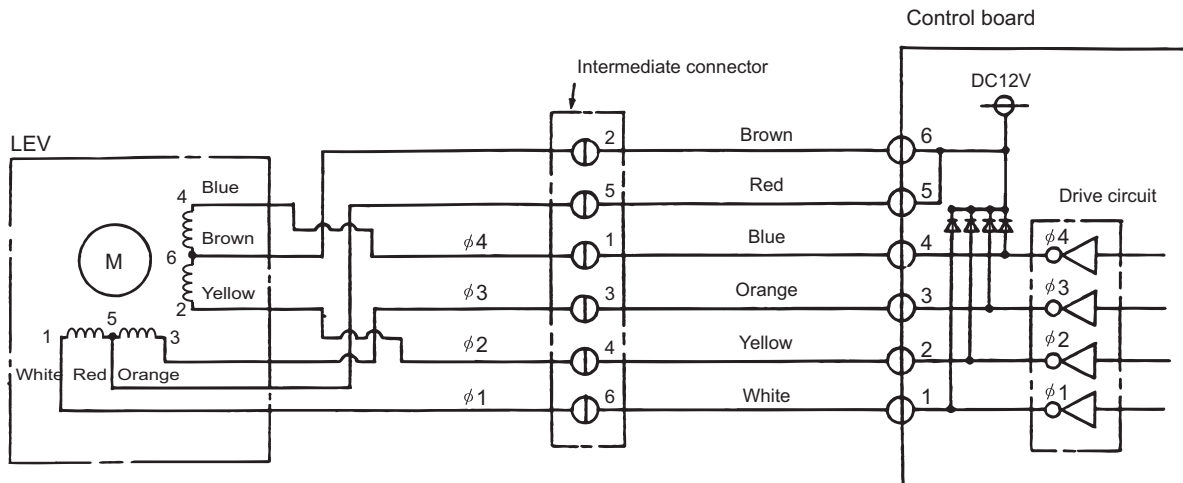 Control board
Intermediate connector
DC12V
LEV
2 Brown 6
4 Blue
5 Red 5
Drive circuit
6 Brown
ϕ4 1 Blue 4 ϕ4
M
2 Yellow
ϕ3 3 Orange 3 ϕ3
1 5 3
ϕ2 4 Yellow 2 ϕ2
White Red Orange
ϕ1 6 White 1 ϕ1